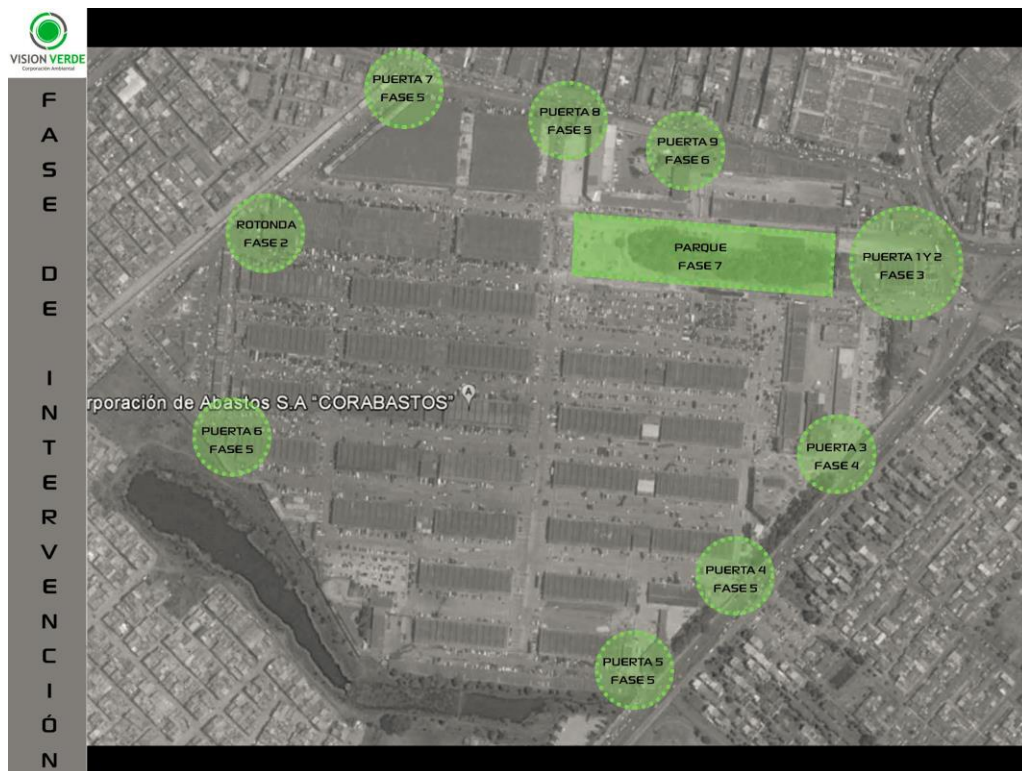 VISION VERDE
Corporación Ambiental
FASE DE INTERVENCIÓN
PUERTA 7
FASE 5
PUERTA 8
FASE 5
PUERTA 9
FASE 6
ROTONDA
FASE 2
PARQUE
FASE 7
PUERTA 1 Y 2
FASE 3
A
rporación de Abastos S.A "CORABASTOS"
PUERTA 6
FASE 5
PUERTA 3
FASE 4
PUERTA 4
FASE 5
PUERTA 5
FASE 5